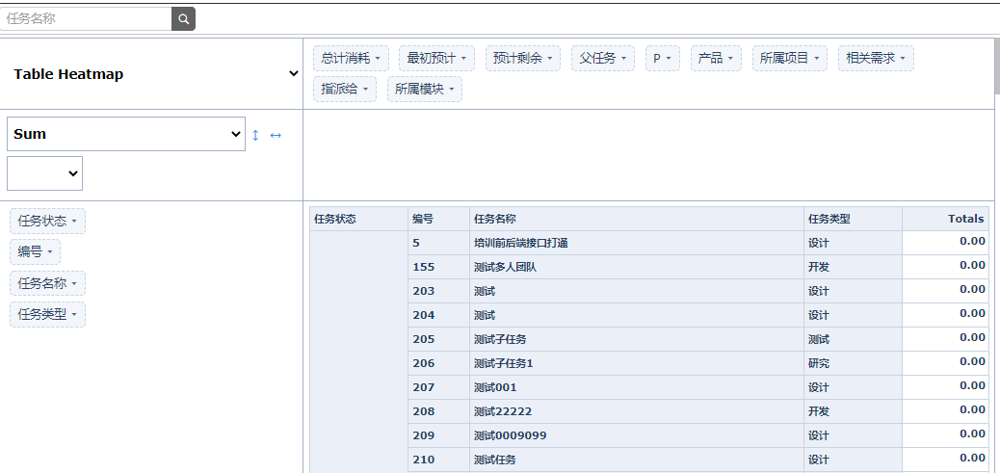 任务名称
Table Heatmap
总计消耗 最初预计 预计剩余 父任务 P 产品 所属项目 相关需求
指派给 所属模块
Sum
任务状态
编号
任务名称
任务类型
任务状态 编号 任务名称 任务类型 Totals
5 培训前后端接口打逼 设计 0.00
155 测试多人团队 开发 0.00
203 测试 设计 0.00
204 测试 设计 0.00
205 测试子任务 测试 0.00
206 测试子任务1 研究 0.00
207 测试001 设计 0.00
208 测试22222 开发 0.00
209 测试0009099 设计 0.00
210 测试任务 设计 0.00